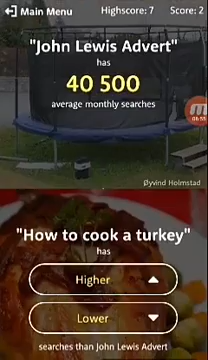 Main Menu Highscore: 7 Score: 2
"John Lewis Advert"
has
40 500
average monthly searches
Øyvind Holmstad
"How to cook a turkey"
has
Higher
Lower
searches than John Lewis Advert